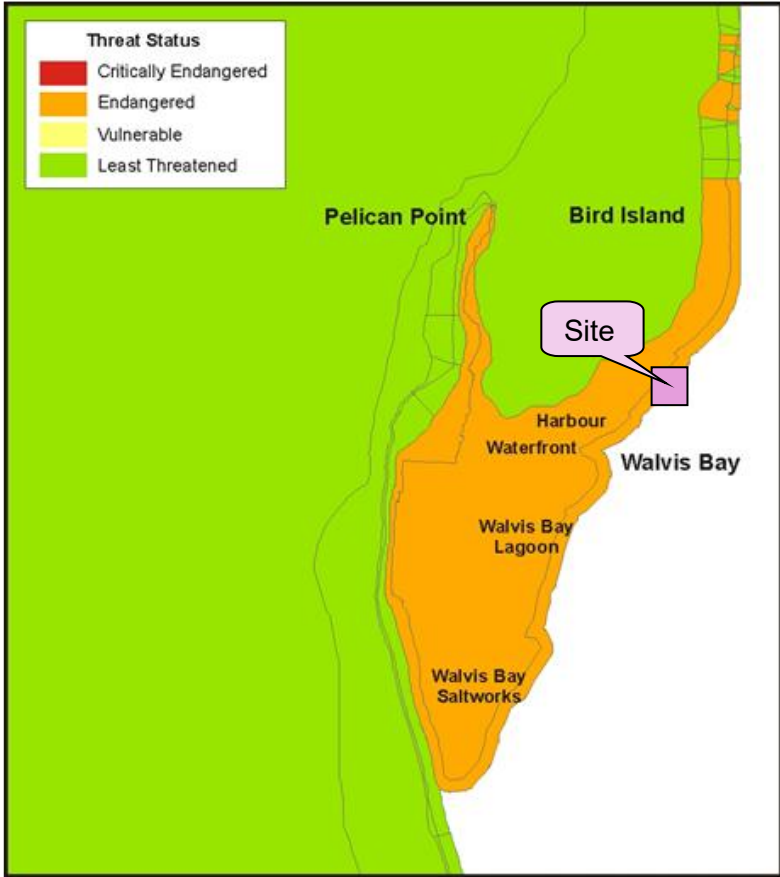 Threat Status
Critically Endangered
Endangered
Vulnerable
Least Threatened
Pelican Point
Bird Island
Site
Harbour
Waterfront
Walvis Bay
Walvis Bay
Lagoon
Walvis Bay
Saltworks